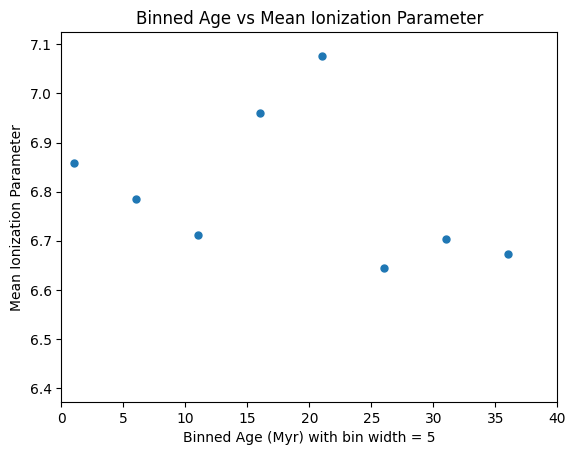 Binned Age vs Mean Ionization Parameter
7.1
7.0
6.9
6.8
6.7
6.6
6.5
6.4
Mean Ionization Parameter
0 5 10 15 20 25 30 35 40
Binned Age (Myr) with bin width = 5